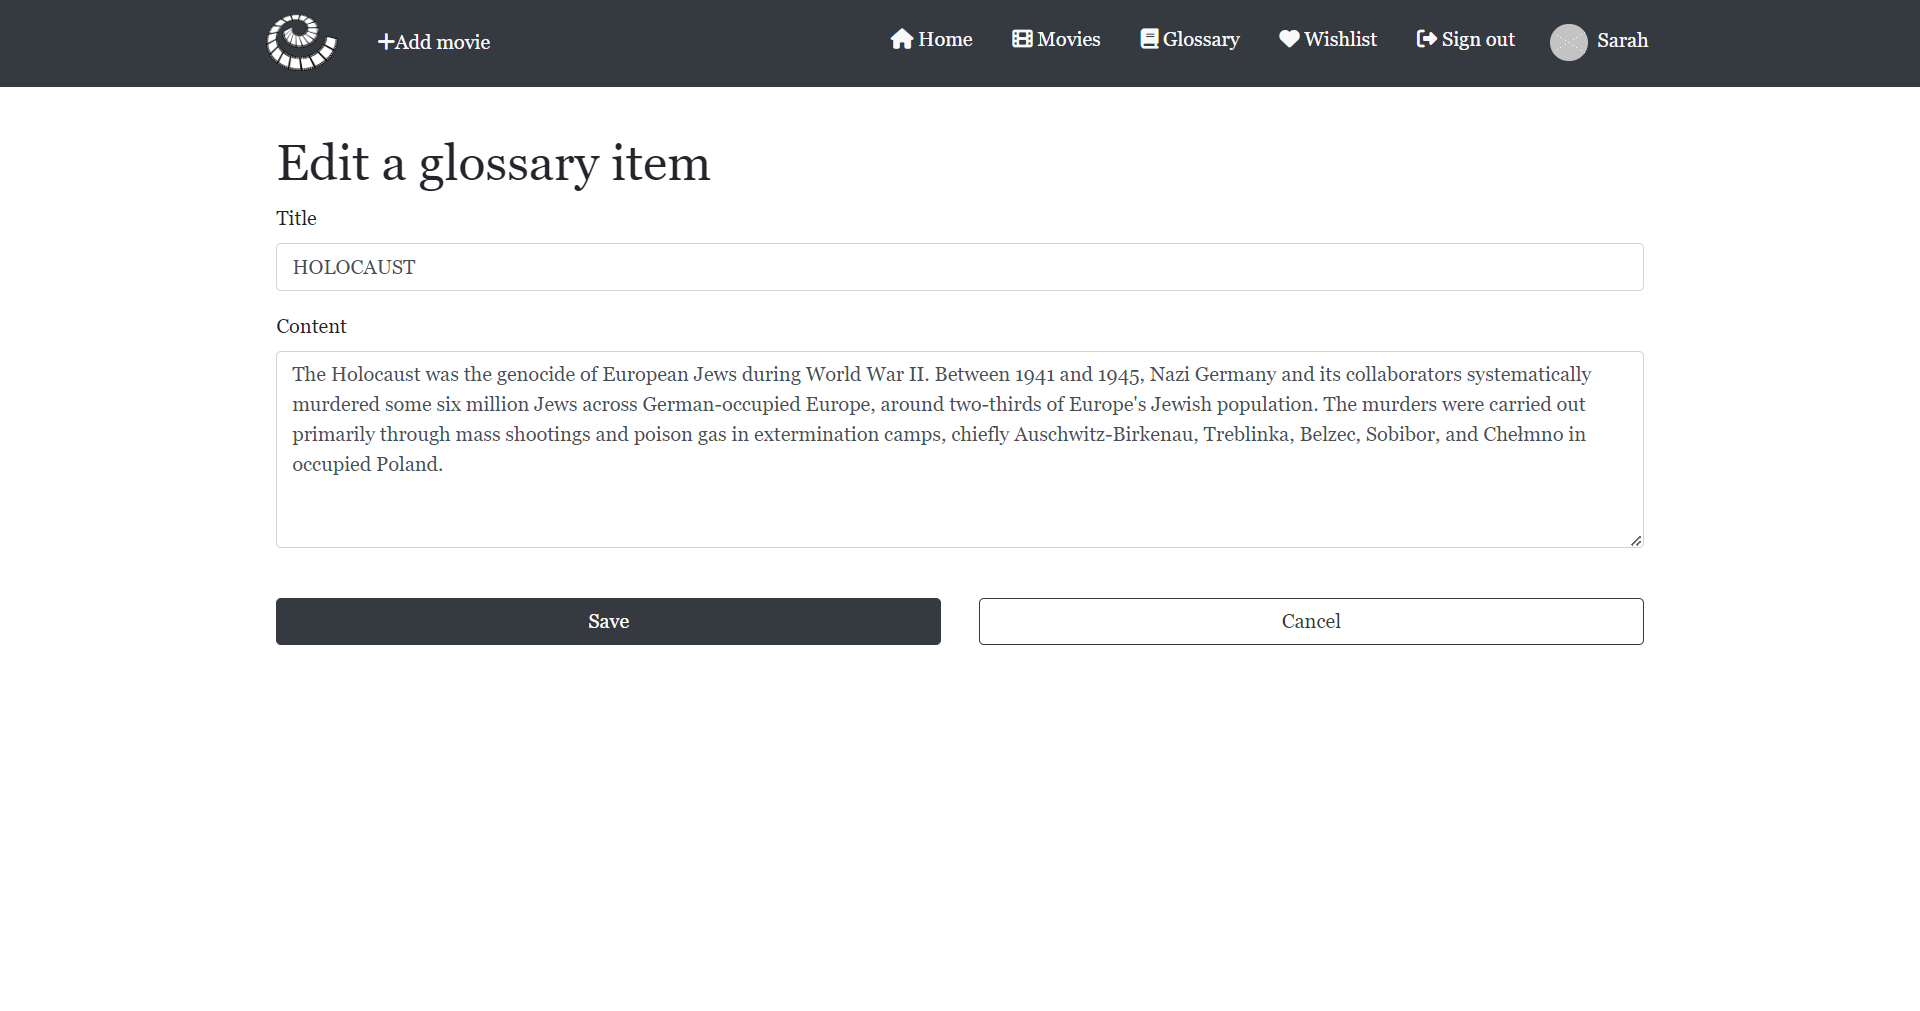 Add movie
Home
Movies
Glossary
Wishlist
Sign out
Sarah
Edit a glossary item
Title
HOLOCAUST
Content
The Holocaust was the genocide of European Jews during World War II. Between 1941 and 1945, Nazi Germany and its collaborators systematically
murdered some six million Jews across German-occupied Europe, around two-thirds of Europe's Jewish population. The murders were carried out
primarily through mass shootings and poison gas in extermination camps, chiefly Auschwitz-Birkenau, Treblinka, Belzec, Sobibor, and Chełmno in
occupied Poland.
Save
Cancel